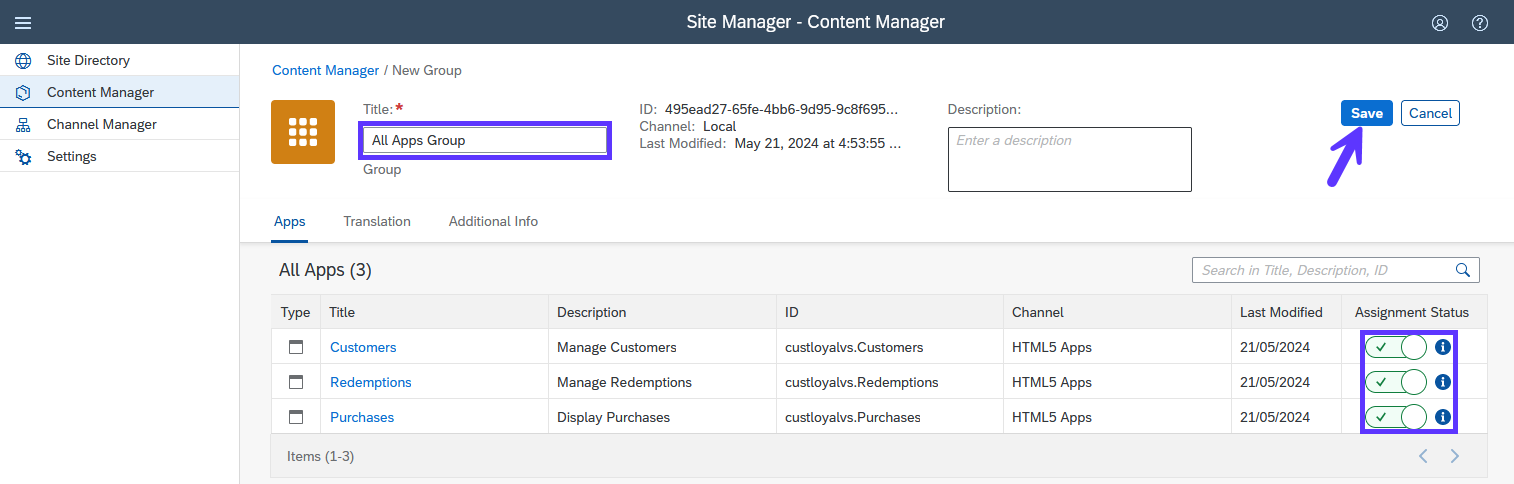 Site Manager - Content Manager
Site Directory
Content Manager
Channel Manager
Settings
Content Manager / New Group
Title: *
All Apps Group
Group
ID: 495ead27-65fe-4bb6-9d95-9c8f695...
Channel: Local
Last Modified: May 21, 2024 at 4:53:55 ...
Description:
Enter a description
Save Cancel
Apps Translation Additional Info
All Apps (3)
Search in Title, Description, ID
Type Title Description ID Channel Last Modified Assignment Status
Customers Manage Customers custloyalvs.Customers HTML5 Apps 21/05/2024
Redemptions Manage Redemptions custloyalvs.Redemptions HTML5 Apps 21/05/2024
Purchases Display Purchases custloyalvs.Purchases HTML5 Apps 21/05/2024
Items (1-3)